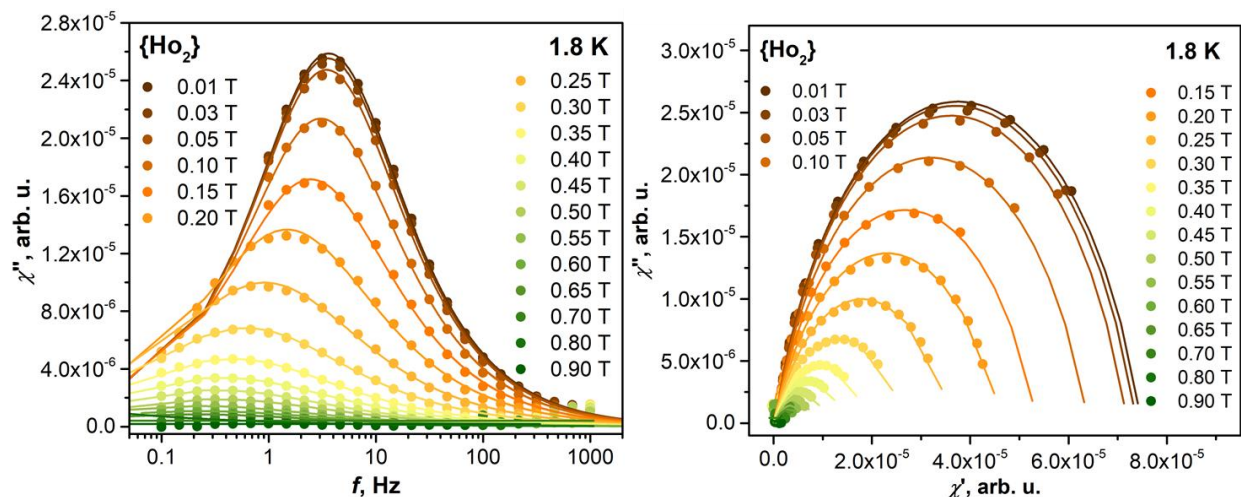 {Ho₂}
1.8 K
0.01 T
0.03 T
0.05 T
0.10 T
0.15 T
0.20 T
0.25 T
0.30 T
0.35 T
0.40 T
0.45 T
0.50 T
0.55 T
0.60 T
0.65 T
0.70 T
0.80 T
0.90 T
2.8x10⁻⁵
2.4x10⁻⁵
2.0x10⁻⁵
1.6x10⁻⁵
1.2x10⁻⁵
8.0x10⁻⁶
4.0x10⁻⁶
0.0
χ'', arb. u.
0.1 1 10 100 1000
f, Hz
{Ho₂}
1.8 K
0.01 T
0.03 T
0.05 T
0.10 T
0.15 T
0.20 T
0.25 T
0.30 T
0.35 T
0.40 T
0.45 T
0.50 T
0.55 T
0.60 T
0.65 T
0.70 T
0.80 T
0.90 T
3.0x10⁻⁵
2.5x10⁻⁵
2.0x10⁻⁵
1.5x10⁻⁵
1.0x10⁻⁵
5.0x10⁻⁶
0.0
χ'', arb. u.
0.0 2.0x10⁻⁵ 4.0x10⁻⁵ 6.0x10⁻⁵ 8.0x10⁻⁵
χ', arb. u.